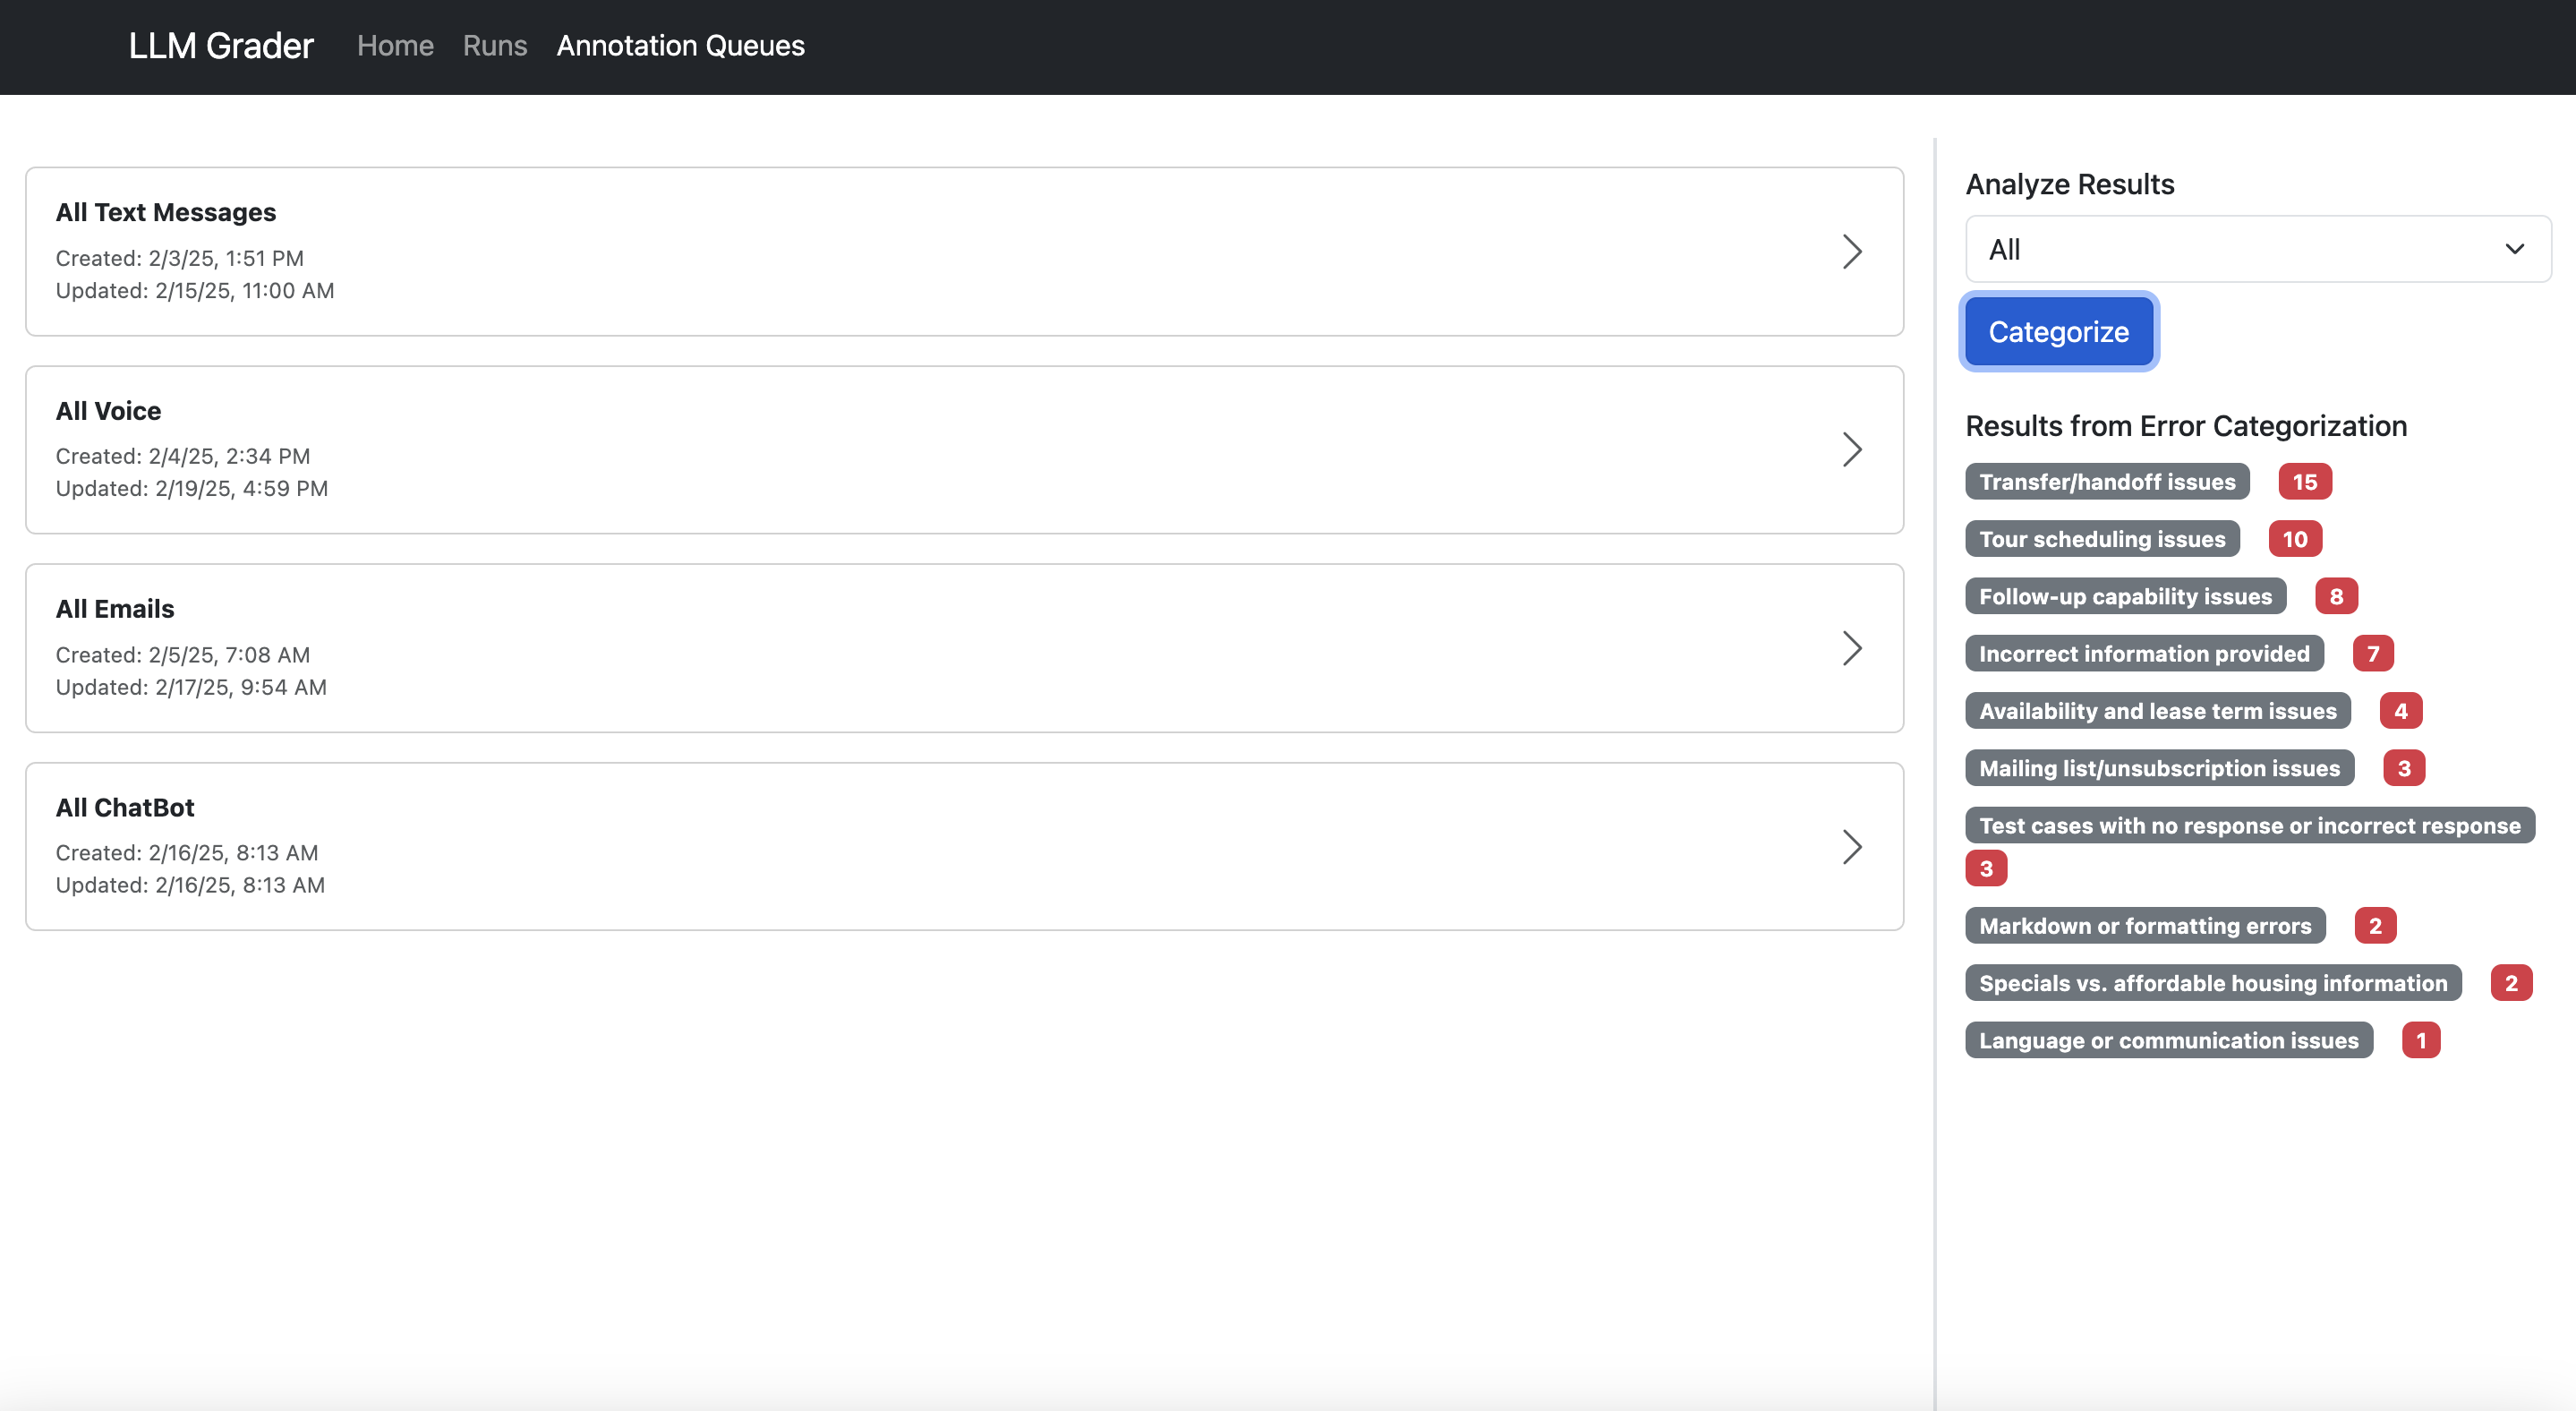 LLM Grader Home Runs Annotation Queues
All Text Messages
Created: 2/3/25, 1:51 PM
Updated: 2/15/25, 11:00 AM
All Voice
Created: 2/4/25, 2:34 PM
Updated: 2/19/25, 4:59 PM
All Emails
Created: 2/5/25, 7:08 AM
Updated: 2/17/25, 9:54 AM
All ChatBot
Created: 2/16/25, 8:13 AM
Updated: 2/16/25, 8:13 AM
Analyze Results
All
Categorize
Results from Error Categorization
Transfer/handoff issues 15
Tour scheduling issues 10
Follow-up capability issues 8
Incorrect information provided 7
Availability and lease term issues 4
Mailing list/unsubscription issues 3
Test cases with no response or incorrect response
3
Markdown or formatting errors 2
Specials vs. affordable housing information 2
Language or communication issues 1